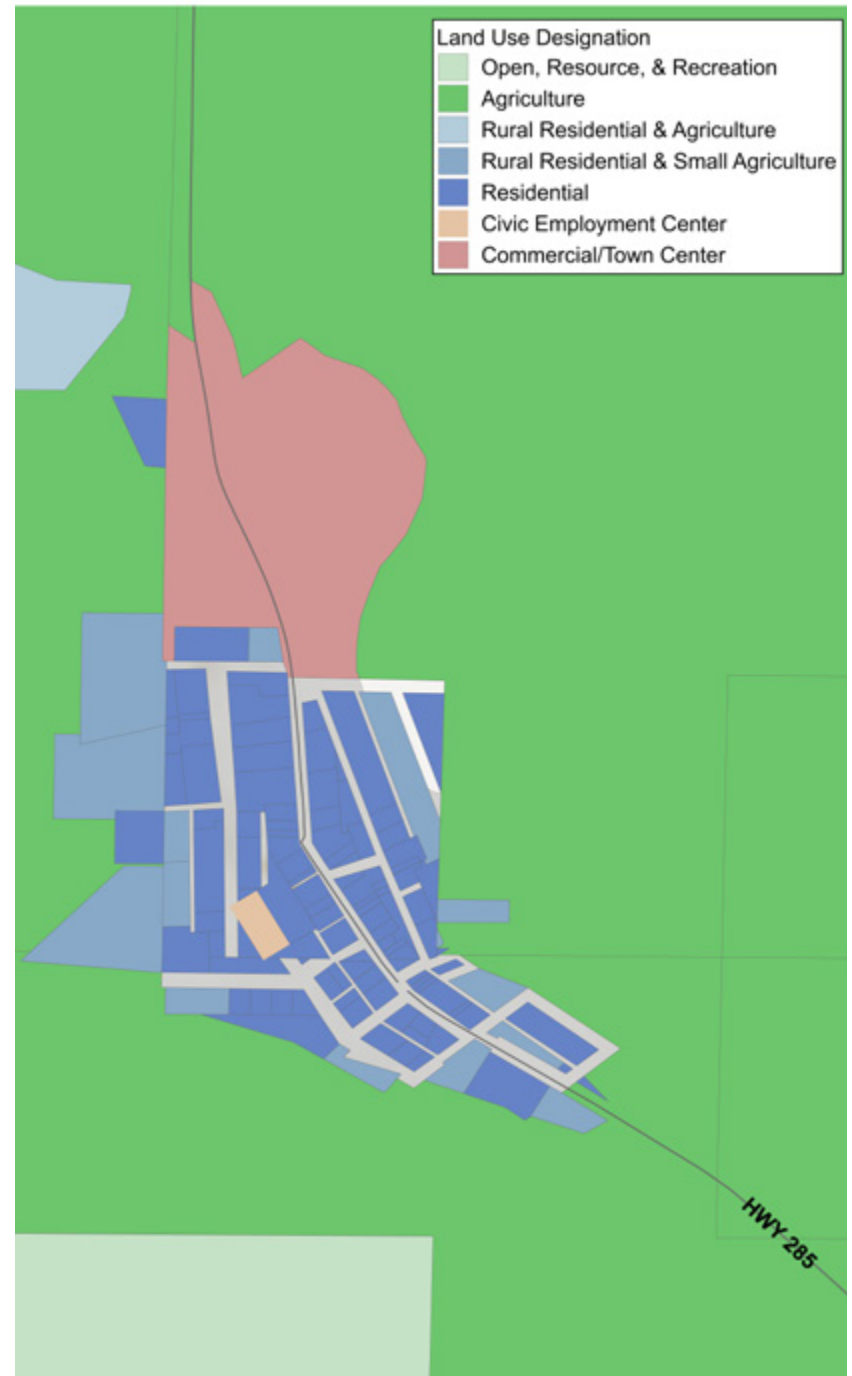 Land Use Designation
Open, Resource, & Recreation
Agriculture
Rural Residential & Agriculture
Rural Residential & Small Agriculture
Residential
Civic Employment Center
Commercial/Town Center
HWY 285